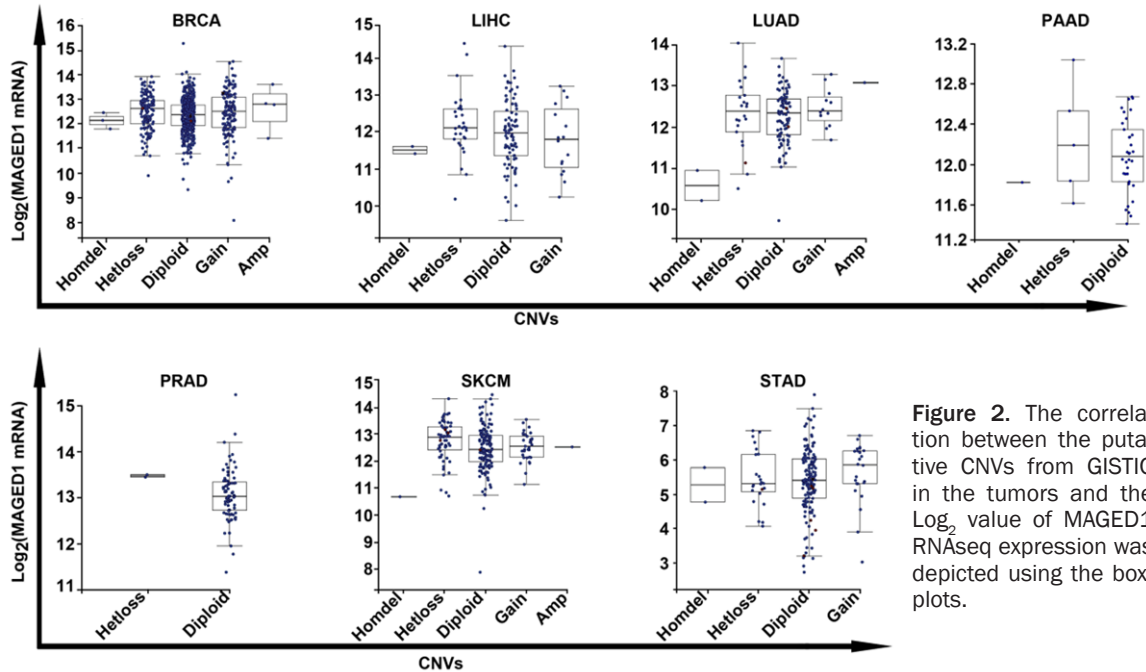 BRCA
LIHC
LUAD
PAAD
Log2(MAGED1 mRNA)
16
15
14
13
12
11
10
9
8
Homdel
Hetloss
Diploid
Gain
Amp
15
14
13
12
11
10
Homdel
Hetloss
Diploid
Gain
14
13
12
11
10
Homdel
Hetloss
Diploid
Gain
Amp
13.2
12.8
12.4
12.0
11.6
11.2
Homdel
Hetloss
Diploid
CNVs
PRAD
SKCM
STAD
Log2(MAGED1 mRNA)
15
14
13
12
11
Hetloss
Diploid
15
14
13
12
11
10
9
8
Homdel
Hetloss
Diploid
Gain
Amp
8
7
6
5
4
3
Homdel
Hetloss
Diploid
Gain
CNVs
Figure 2. The correla
tion between the puta
tive CNVs from GISTIC
in the tumors and the
Log2 value of MAGED1
RNAseq expression was
depicted using the box
plots.